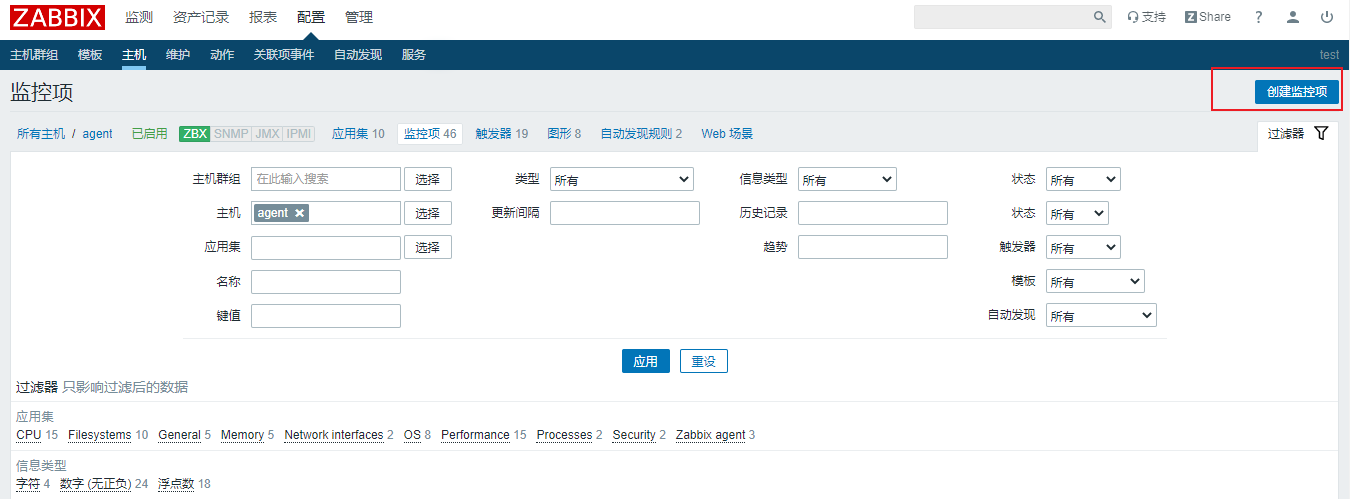 ZABBIX 监测 资产记录 报表 配置 管理 支持 Z Share ?
主机群组 模板 主机 维护 动作 关联项事件 自动发现 服务 test
监控项 创建监控项
所有主机 / agent 已启用 ZBX SNMP JMX IPMI 应用集 10 监控项 46 触发器 19 图形 8 自动发现规则 2 Web 场景 过滤器
主机群组 在此输入搜索 选择 类型 所有 信息类型 所有 状态 所有
主机 agent 选择 更新间隔 历史记录 状态 所有
应用集 选择 趋势 触发器 所有
名称 模板 所有
键值 自动发现 所有
应用 重设
过滤器 只影响过滤后的数据
应用集
CPU 15 Filesystems 10 General 5 Memory 5 Network interfaces 2 OS 8 Performance 15 Processes 2 Security 2 Zabbix agent 3
信息类型
字符 4 数字 (无正负) 24 浮点数 18